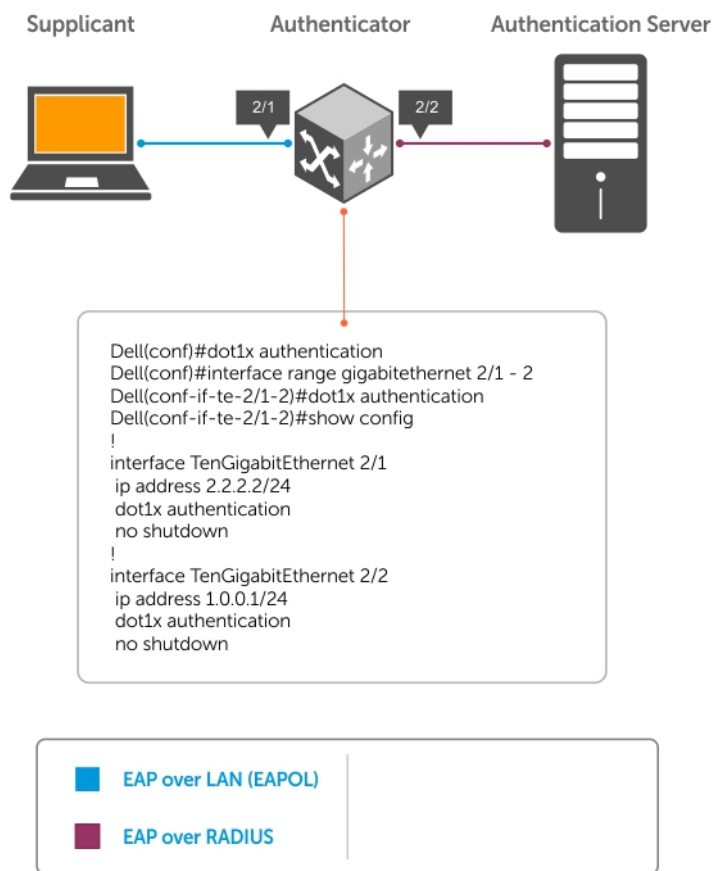 Supplicant
Authenticator
Authentication Server
2/1
2/2
Dell(conf)#dot1x authentication
Dell(conf)#interface range gigabitethernet 2/1 - 2
Dell(conf-if-te-2/1-2)#dot1x authentication
Dell(conf-if-te-2/1-2)#show config
!
interface TenGigabitEthernet 2/1
ip address 2.2.2.2/24
dot1x authentication
no shutdown
!
interface TenGigabitEthernet 2/2
ip address 1.0.0.1/24
dot1x authentication
no shutdown
EAP over LAN (EAPOL)
EAP over RADIUS